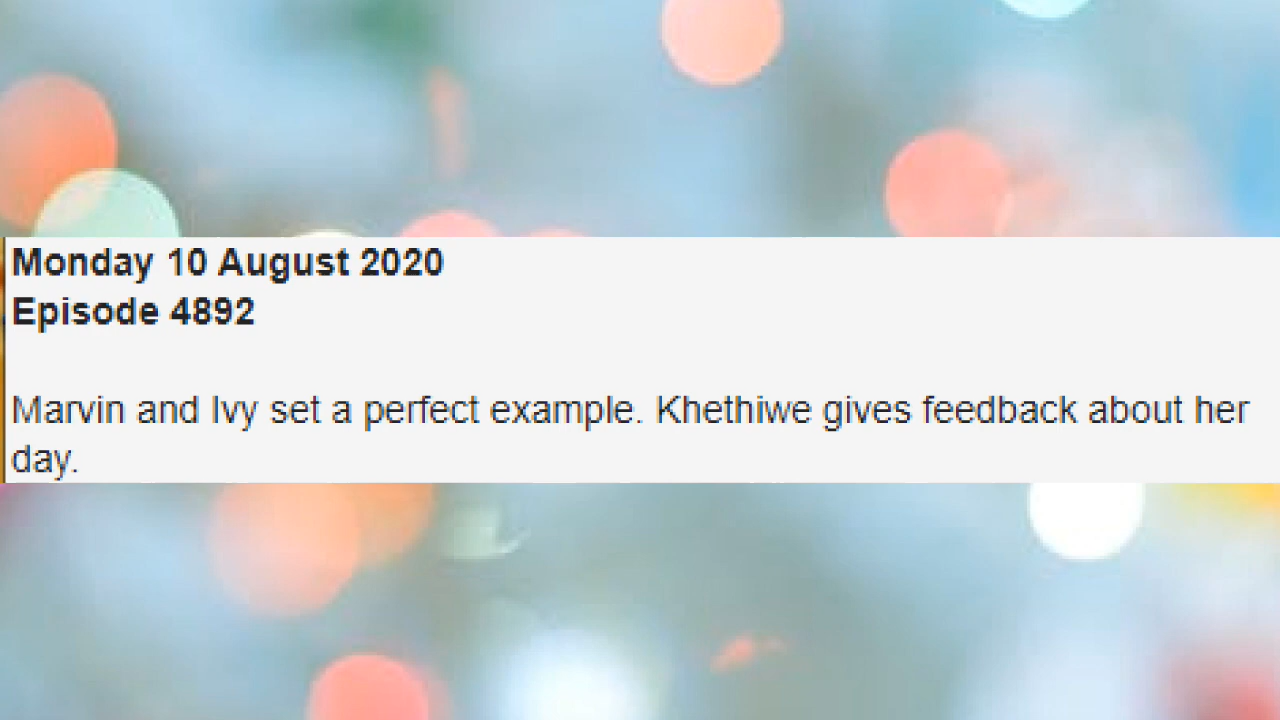 Monday 10 August 2020
Episode 4892
Marvin and Ivy set a perfect example. Khethiwe gives feedback about her
day.